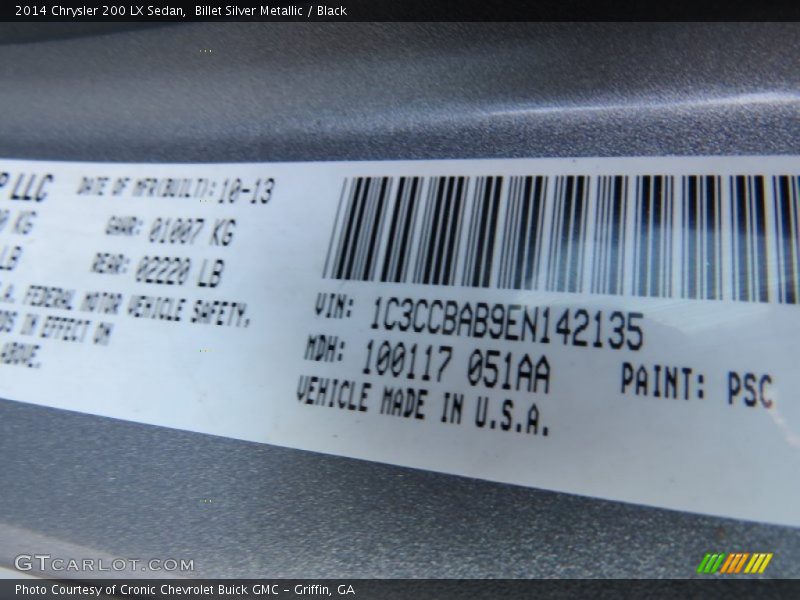 2014 Chrysler 200 LX Sedan, Billet Silver Metallic / Black
P LLC
DATE OF MFR(BUILT): 10-13
KG
GAWR: 01007 KG
LB
REAR: 02220 LB
.A. FEDERAL MOTOR VEHICLE SAFETY,
DS IN EFFECT ON
ABOVE.
VIN: 1C3CCBAB9EN142135
MDH: 100117 051AA
PAINT: PSC
VEHICLE MADE IN U.S.A.
GTCARLOT.COM
Photo Courtesy of Cronic Chevrolet Buick GMC – Griffin, GA